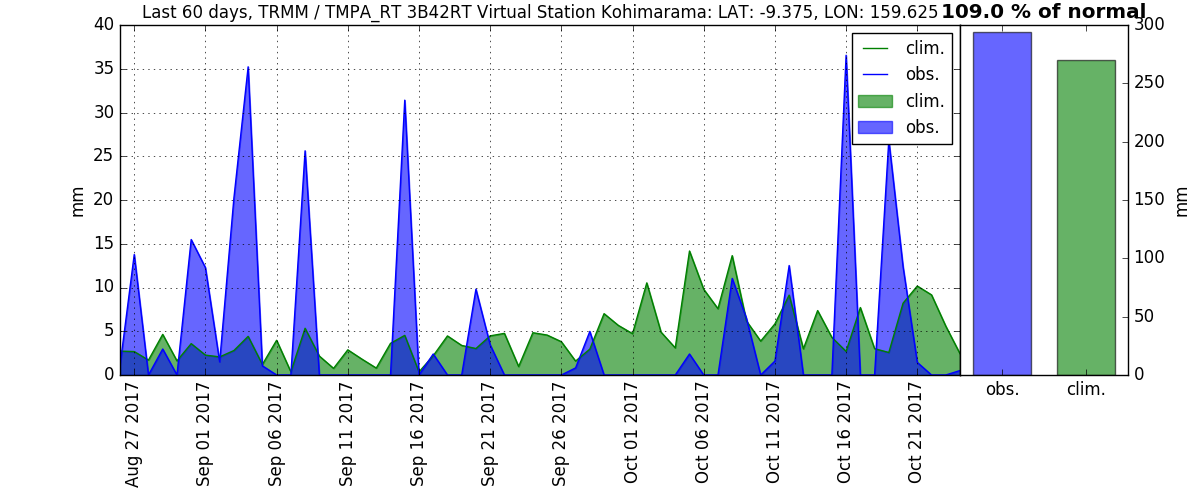 Last 60 days, TRMM / TMPA_RT 3B42RT Virtual Station Kohimarama: LAT: -9.375, LON: 159.625
109.0 % of normal
mm
40
35
30
25
20
15
10
5
0
clim.
obs.
clim.
obs.
Aug 27 2017
Sep 01 2017
Sep 06 2017
Sep 11 2017
Sep 16 2017
Sep 21 2017
Sep 26 2017
Oct 01 2017
Oct 06 2017
Oct 11 2017
Oct 16 2017
Oct 21 2017
300
250
200
150
100
50
0
mm
obs.
clim.